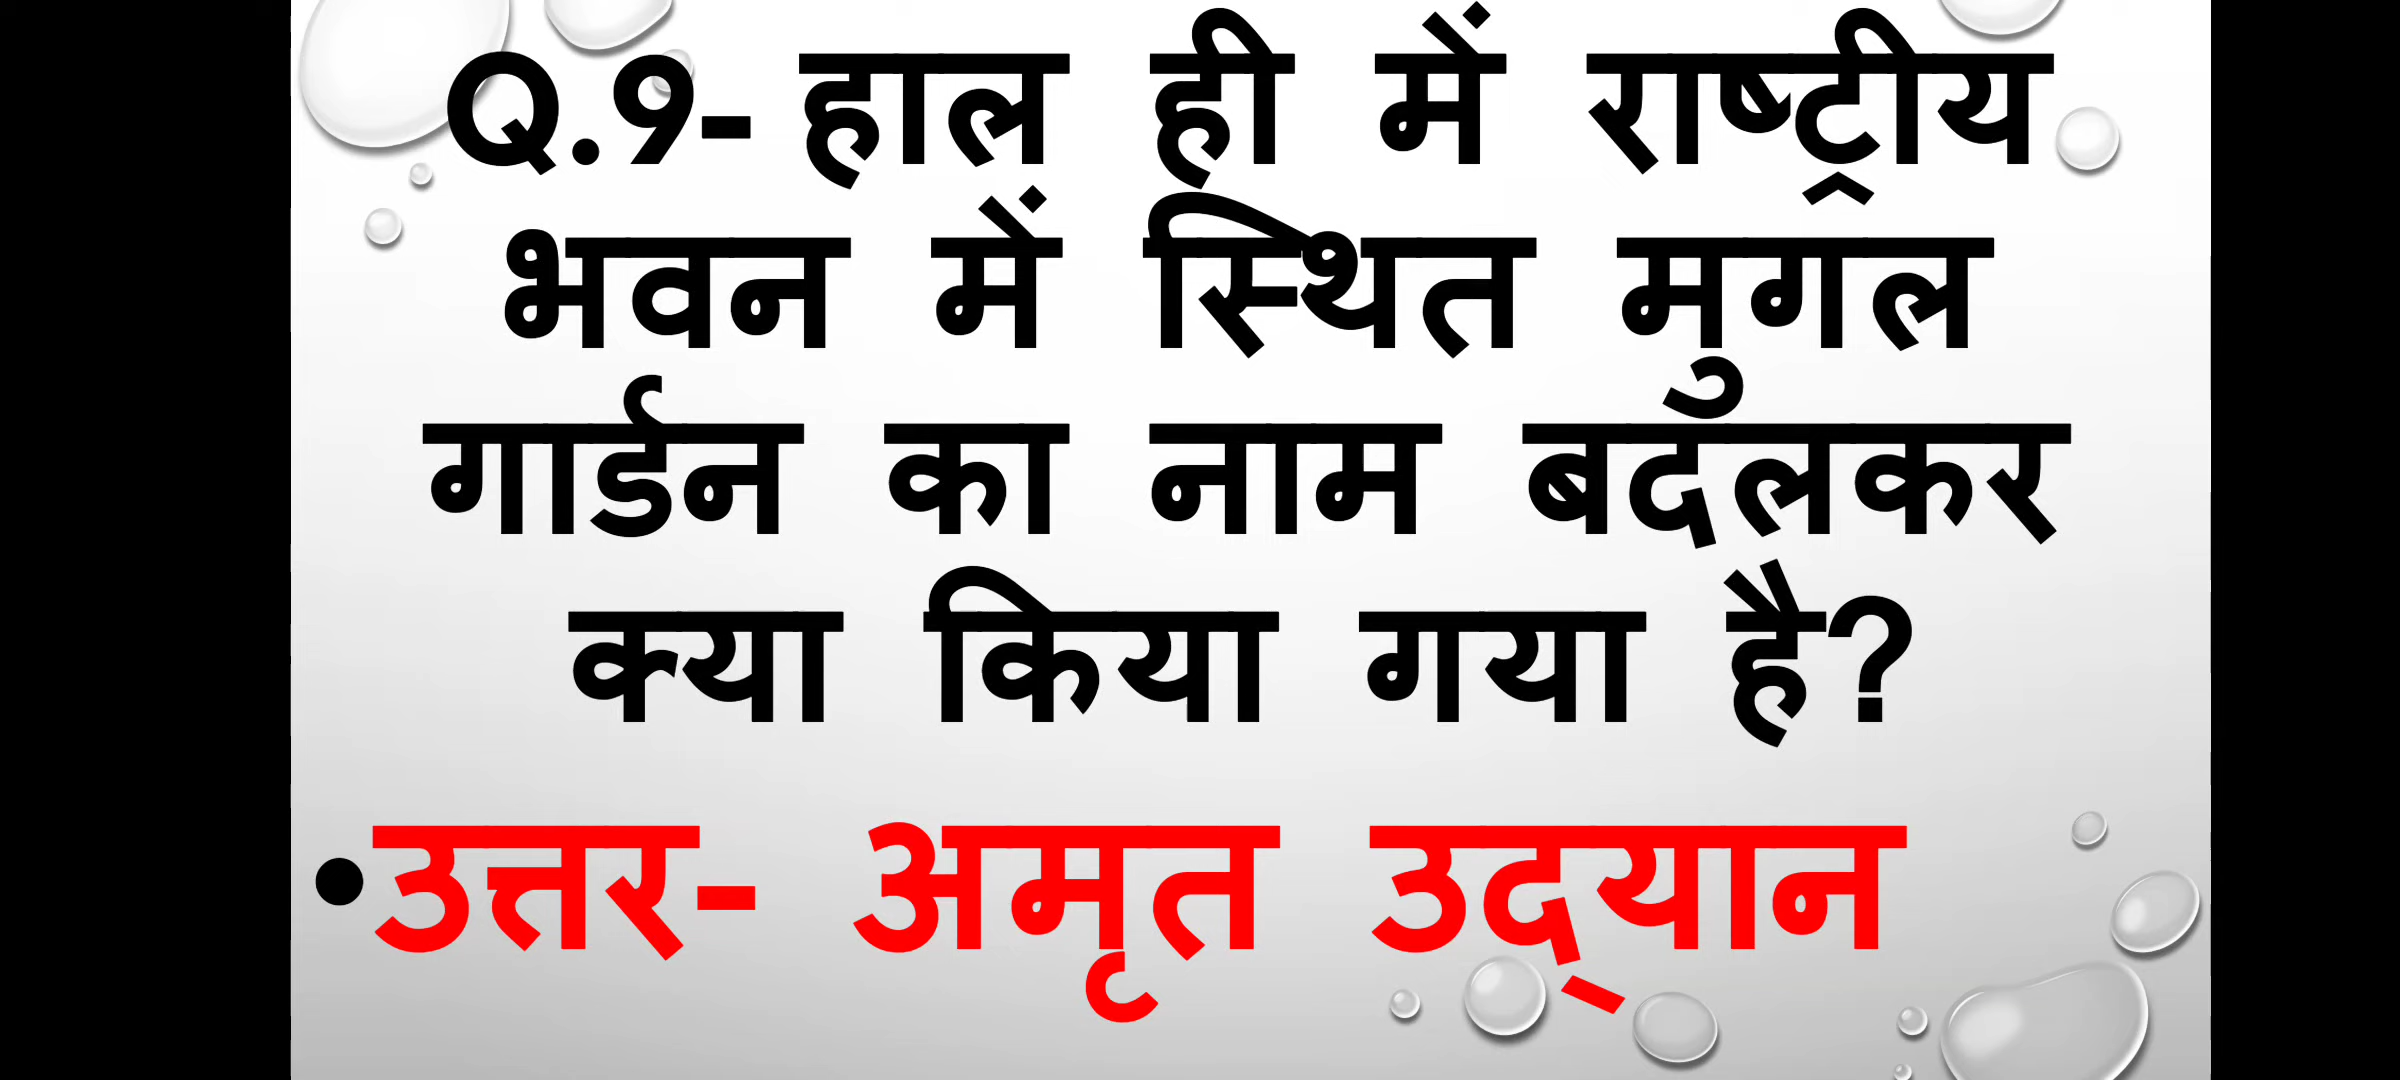 Q.9- हाल ही में राष्ट्रीय
भवन में स्थित मुगल
गार्डन का नाम बदलकर
क्या किया गया है?
•उत्तर- अमृत उद्‌यान